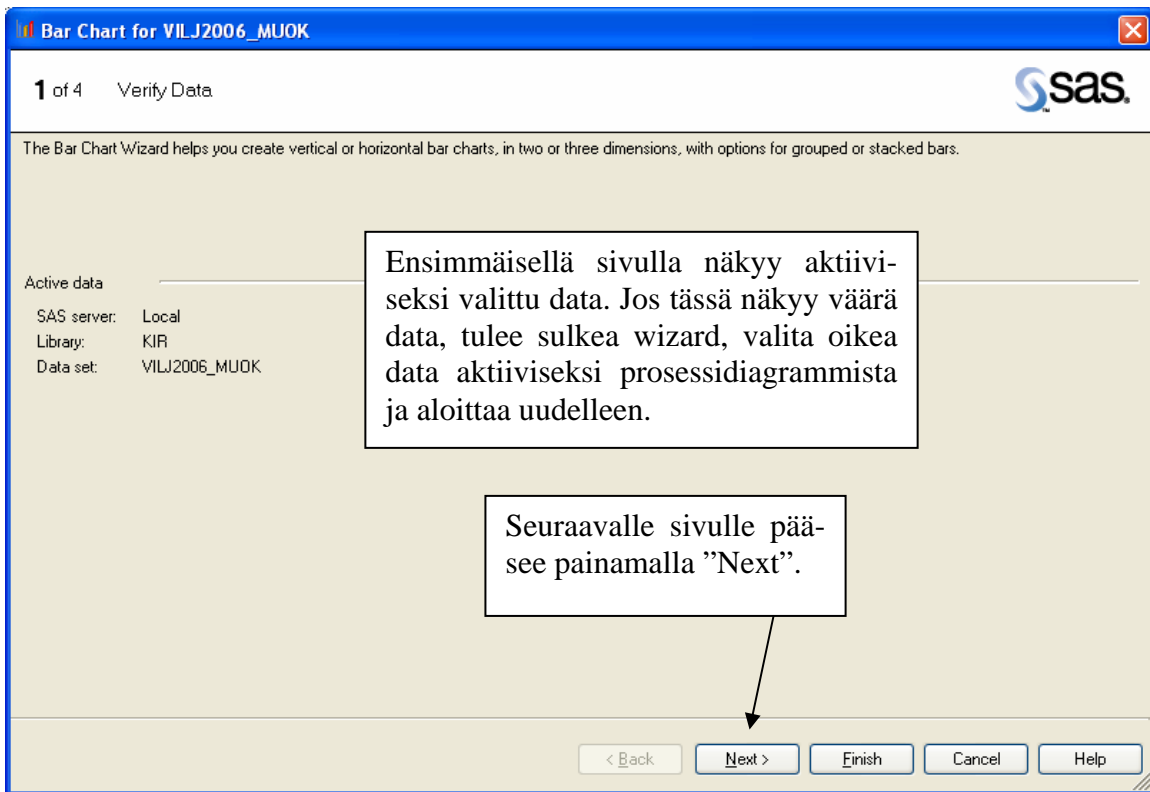 Bar Chart for VILJ2006_MUOK
1 of 4 Verify Data
sas.
The Bar Chart Wizard helps you create vertical or horizontal bar charts, in two or three dimensions, with options for grouped or stacked bars.
Ensimmäisellä sivulla näkyy aktiivi-
seksi valittu data. Jos tässä näkyy väärä
data, tulee sulkea wizard, valita oikea
data aktiiviseksi prosessidiagrammista
ja aloittaa uudelleen.
Active data
SAS server: Local
Library: KIR
Data set: VILJ2006_MUOK
Seuraavalle sivulle pää-
see painamalla ”Next”.
< Back Next > Finish Cancel Help